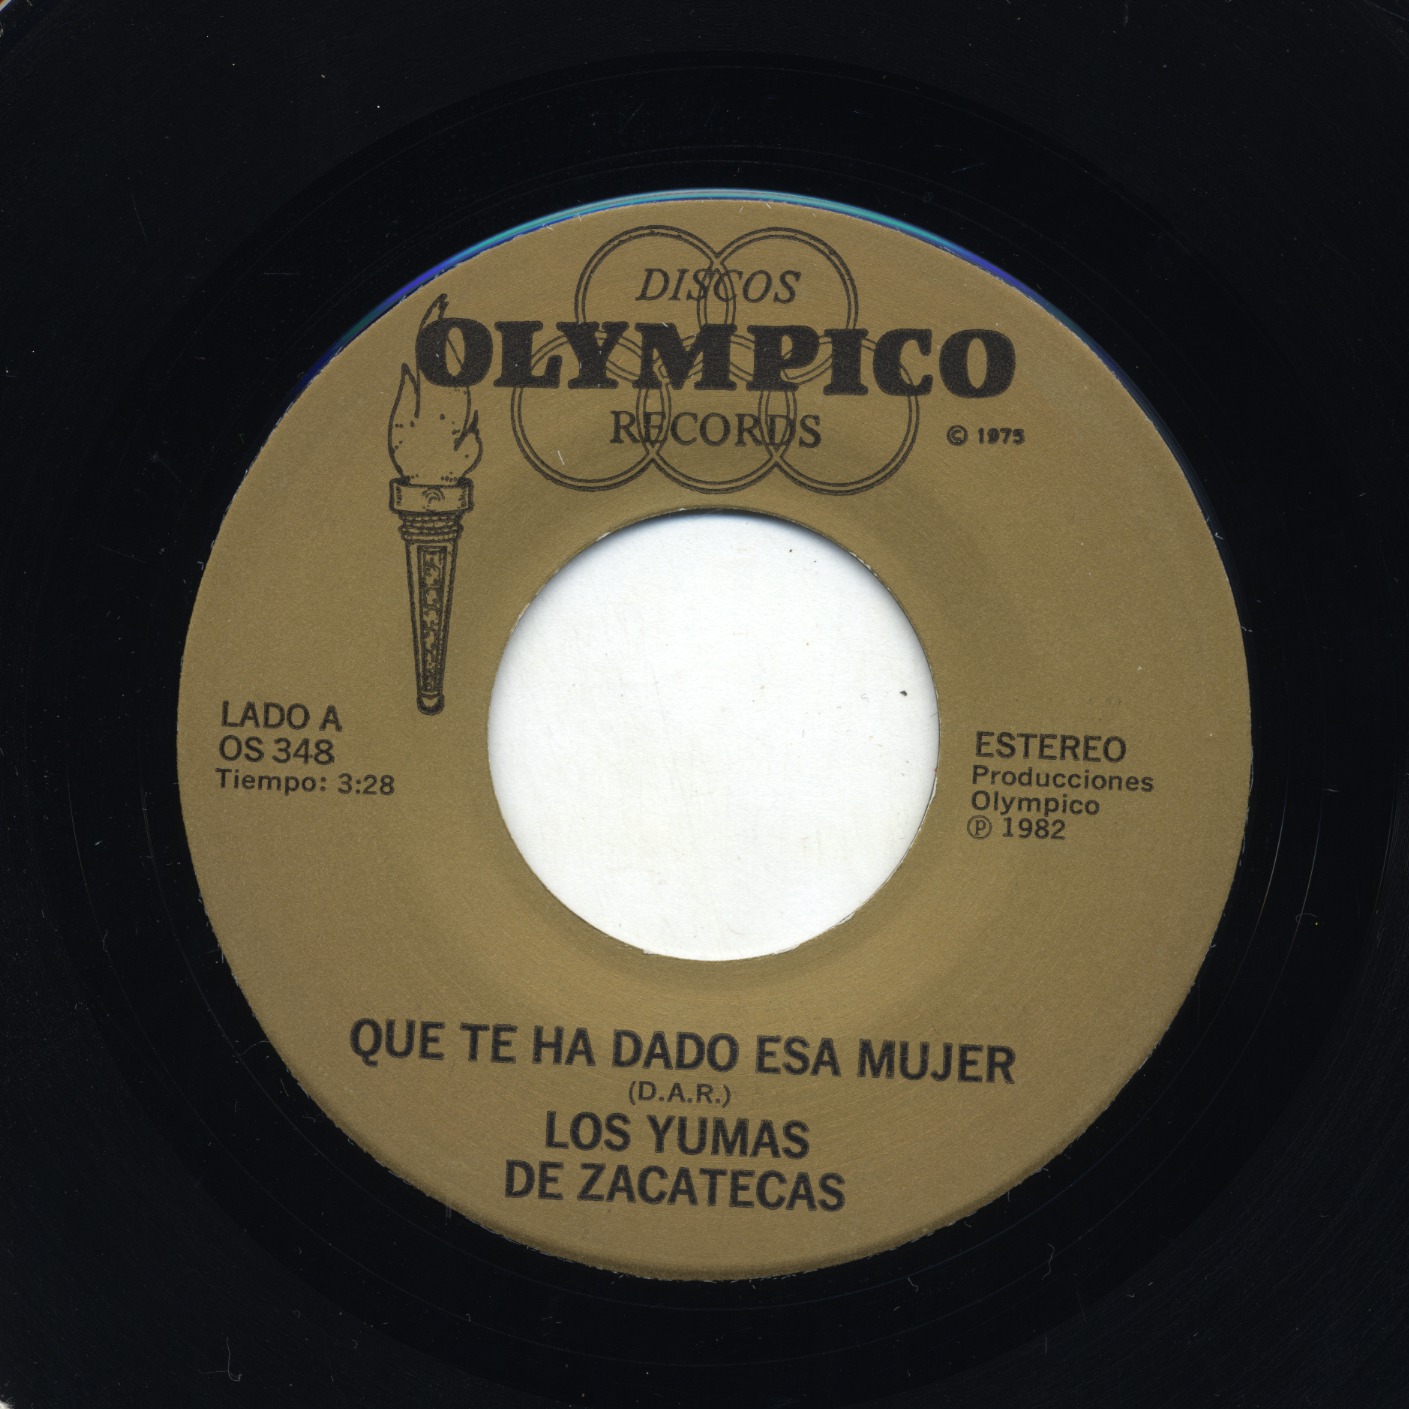 DISCOS
OLYMPICO
RECORDS
© 1975
LADO A
OS 348
Tiempo: 3:28
ESTEREO
Producciones
Olympico
℗ 1982
QUE TE HA DADO ESA MUJER
(D.A.R.)
LOS YUMAS
DE ZACATECAS